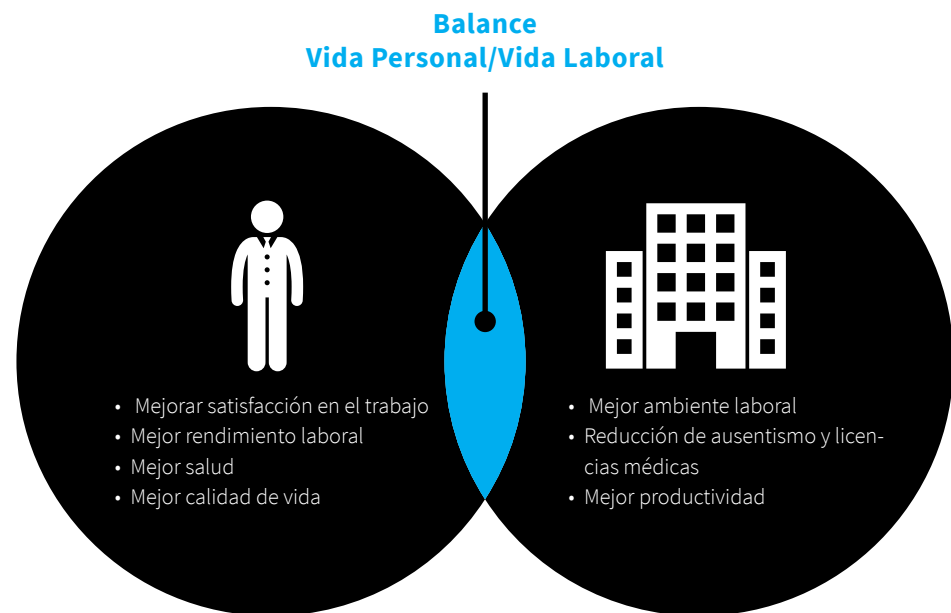 Balance
Vida Personal/Vida Laboral
• Mejorar satisfacción en el trabajo
• Mejor rendimiento laboral
• Mejor salud
• Mejor calidad de vida
• Mejor ambiente laboral
• Reducción de ausentismo y licen-
cias médicas
• Mejor productividad